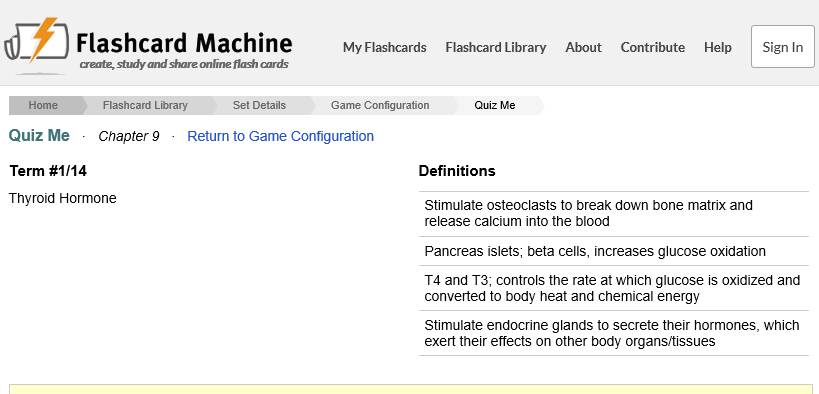 Flashcard Machine
create, study and share online flash cards
My Flashcards
Flashcard Library
About
Contribute
Help
Sign In
Home
Flashcard Library
Set Details
Game Configuration
Quiz Me
Quiz Me · Chapter 9 · Return to Game Configuration
Term #1/14
Thyroid Hormone
Definitions
Stimulate osteoclasts to break down bone matrix and
release calcium into the blood
Pancreas islets; beta cells, increases glucose oxidation
T4 and T3; controls the rate at which glucose is oxidized and
converted to body heat and chemical energy
Stimulate endocrine glands to secrete their hormones, which
exert their effects on other body organs/tissues